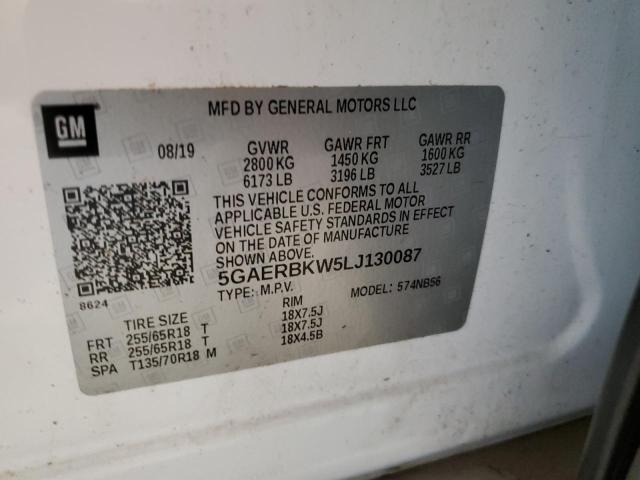 GM
MFD BY GENERAL MOTORS LLC
08/19 GVWR GAWR FRT GAWR RR
2800 KG 1450 KG 1600 KG
6173 LB 3196 LB 3527 LB
THIS VEHICLE CONFORMS TO ALL
APPLICABLE U.S. FEDERAL MOTOR
VEHICLE SAFETY STANDARDS IN EFFECT
ON THE DATE OF MANUFACTURE
SHOWN ABOVE.
5GAERBKW5LJ130087
TYPE: M.P.V. MODEL: 574NB56
8624
TIRE SIZE RIM
FRT 255/65R18 T 18X7.5J
RR 255/65R18 T 18X7.5J
SPA T135/70R18 M 18X4.5B